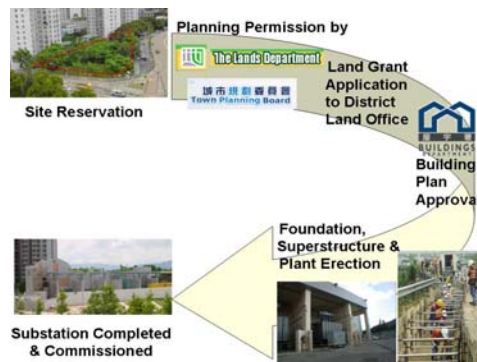 Planning Permission by
The Lands Department
城市規劃委員會
Town Planning Board
Site Reservation
Land Grant
Application
to District
Land Office
屋宇署
BUILDINGS
DEPARTMENT
Building
Plan
Approval
Foundation,
Superstructure &
Plant Erection
Substation Completed
& Commissioned